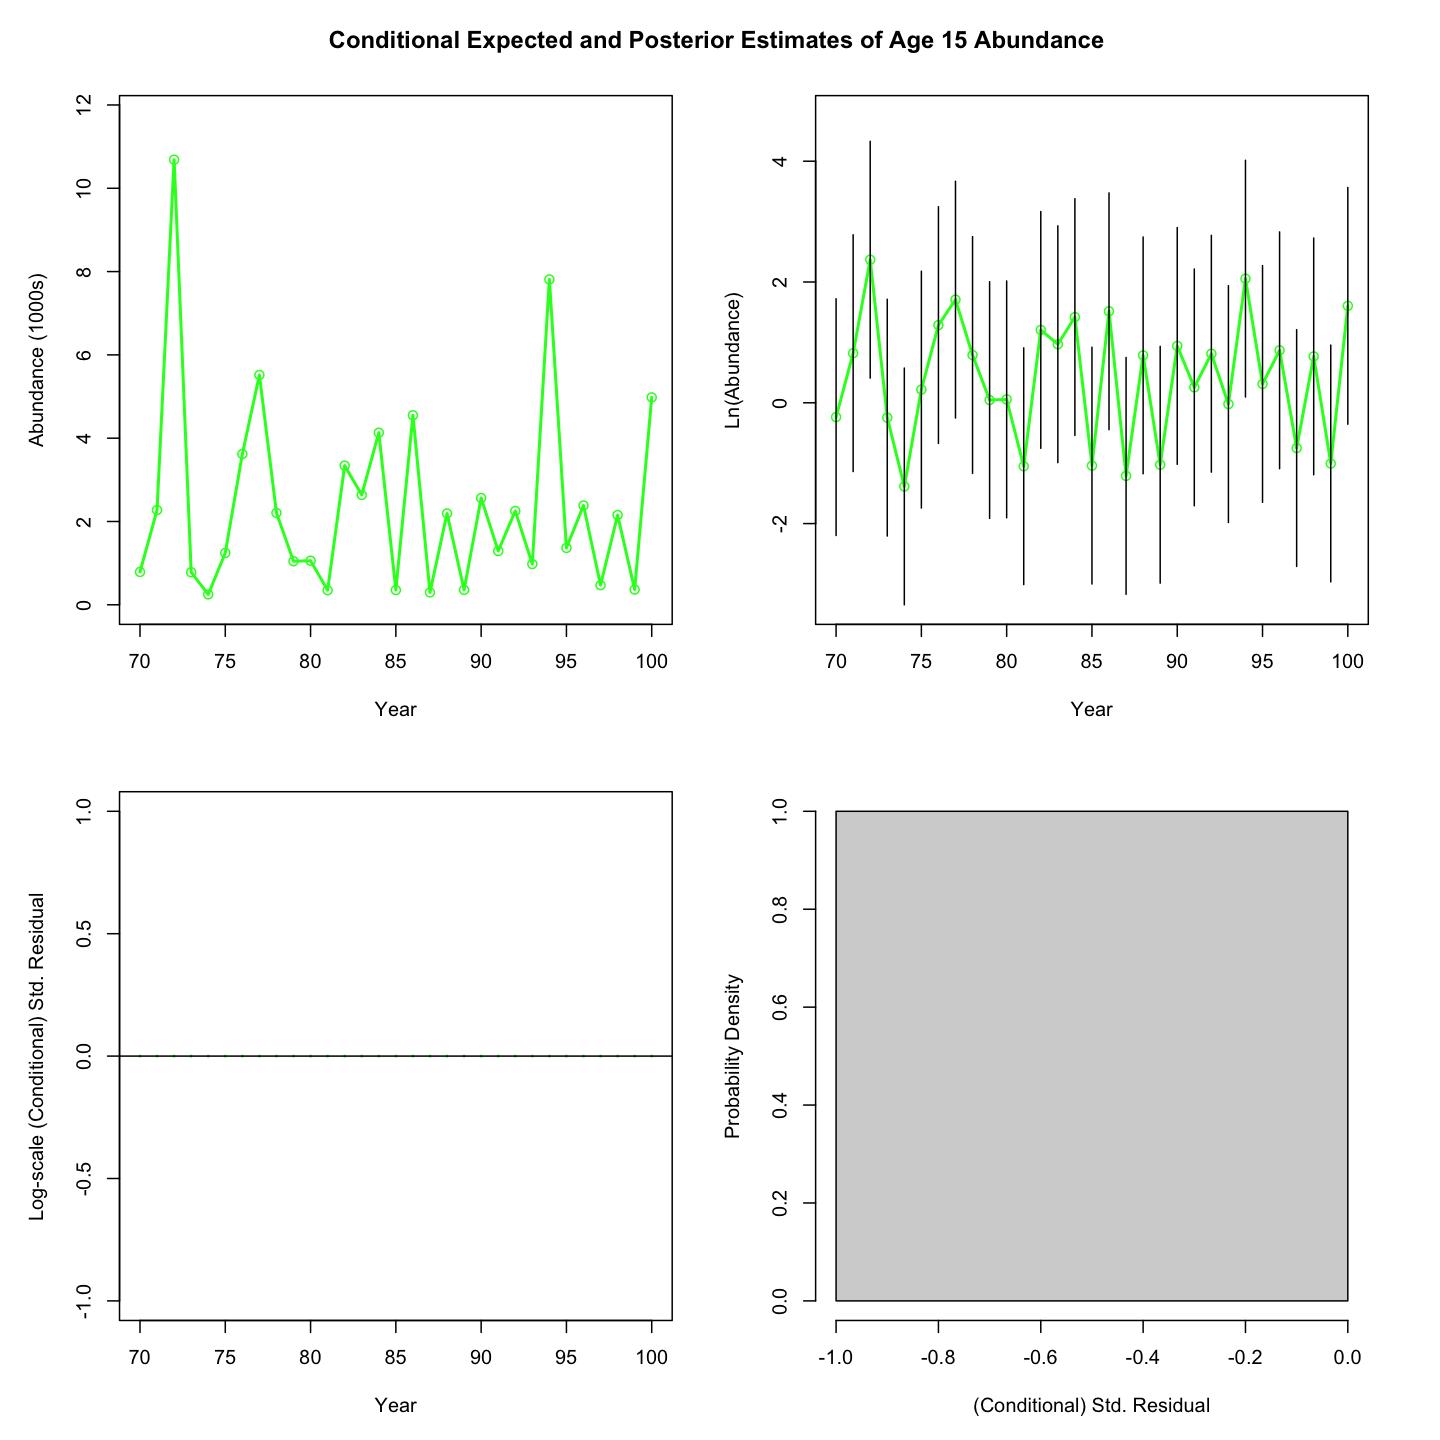 Conditional Expected and Posterior Estimates of Age 15 Abundance
Abundance (1000s)
12
10
8
6
4
2
0
70 75 80 85 90 95 100
Year
Ln(Abundance)
4
2
0
-2
70 75 80 85 90 95 100
Year
Log-scale (Conditional) Std. Residual
1.0
0.5
0.0
-0.5
-1.0
70 75 80 85 90 95 100
Year
Probability Density
1.0
0.8
0.6
0.4
0.2
0.0
-1.0 -0.8 -0.6 -0.4 -0.2 0.0
(Conditional) Std. Residual